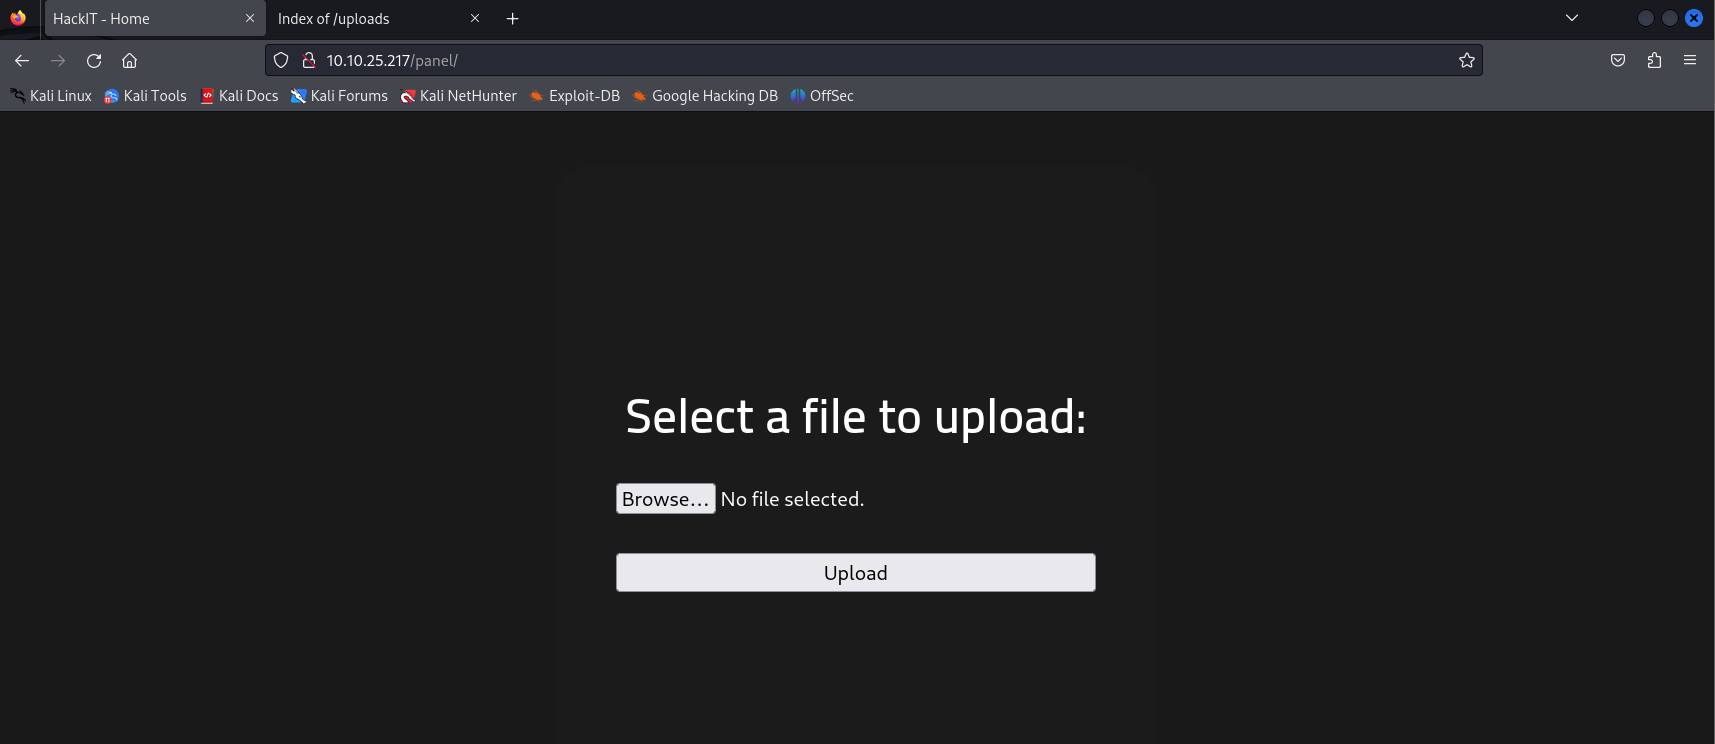 HackIT - Home
Index of /uploads
10.10.25.217/panel/
Kali Linux Kali Tools Kali Docs Kali Forums Kali NetHunter Exploit-DB Google Hacking DB OffSec
Select a file to upload:
Browse... No file selected.
Upload